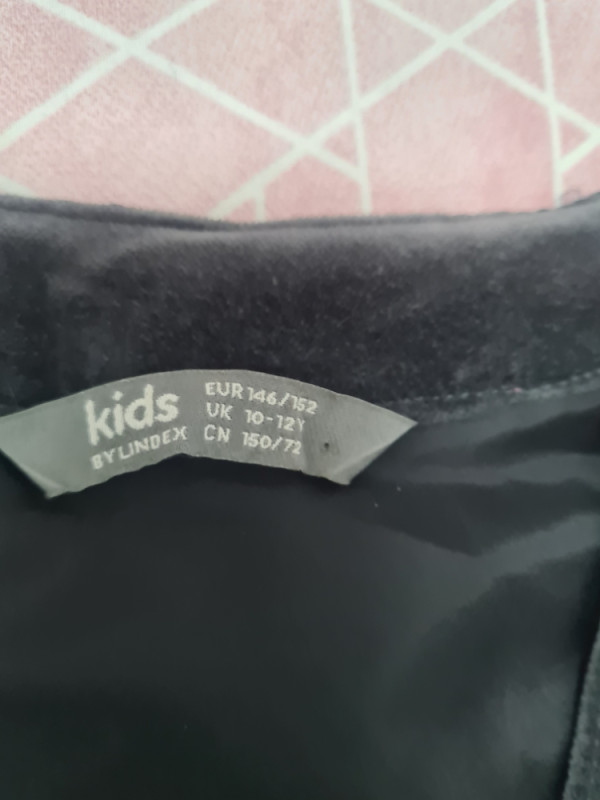 kids
BY LINDEX
EUR 146/152
UK 10-12Y
CN 150/72